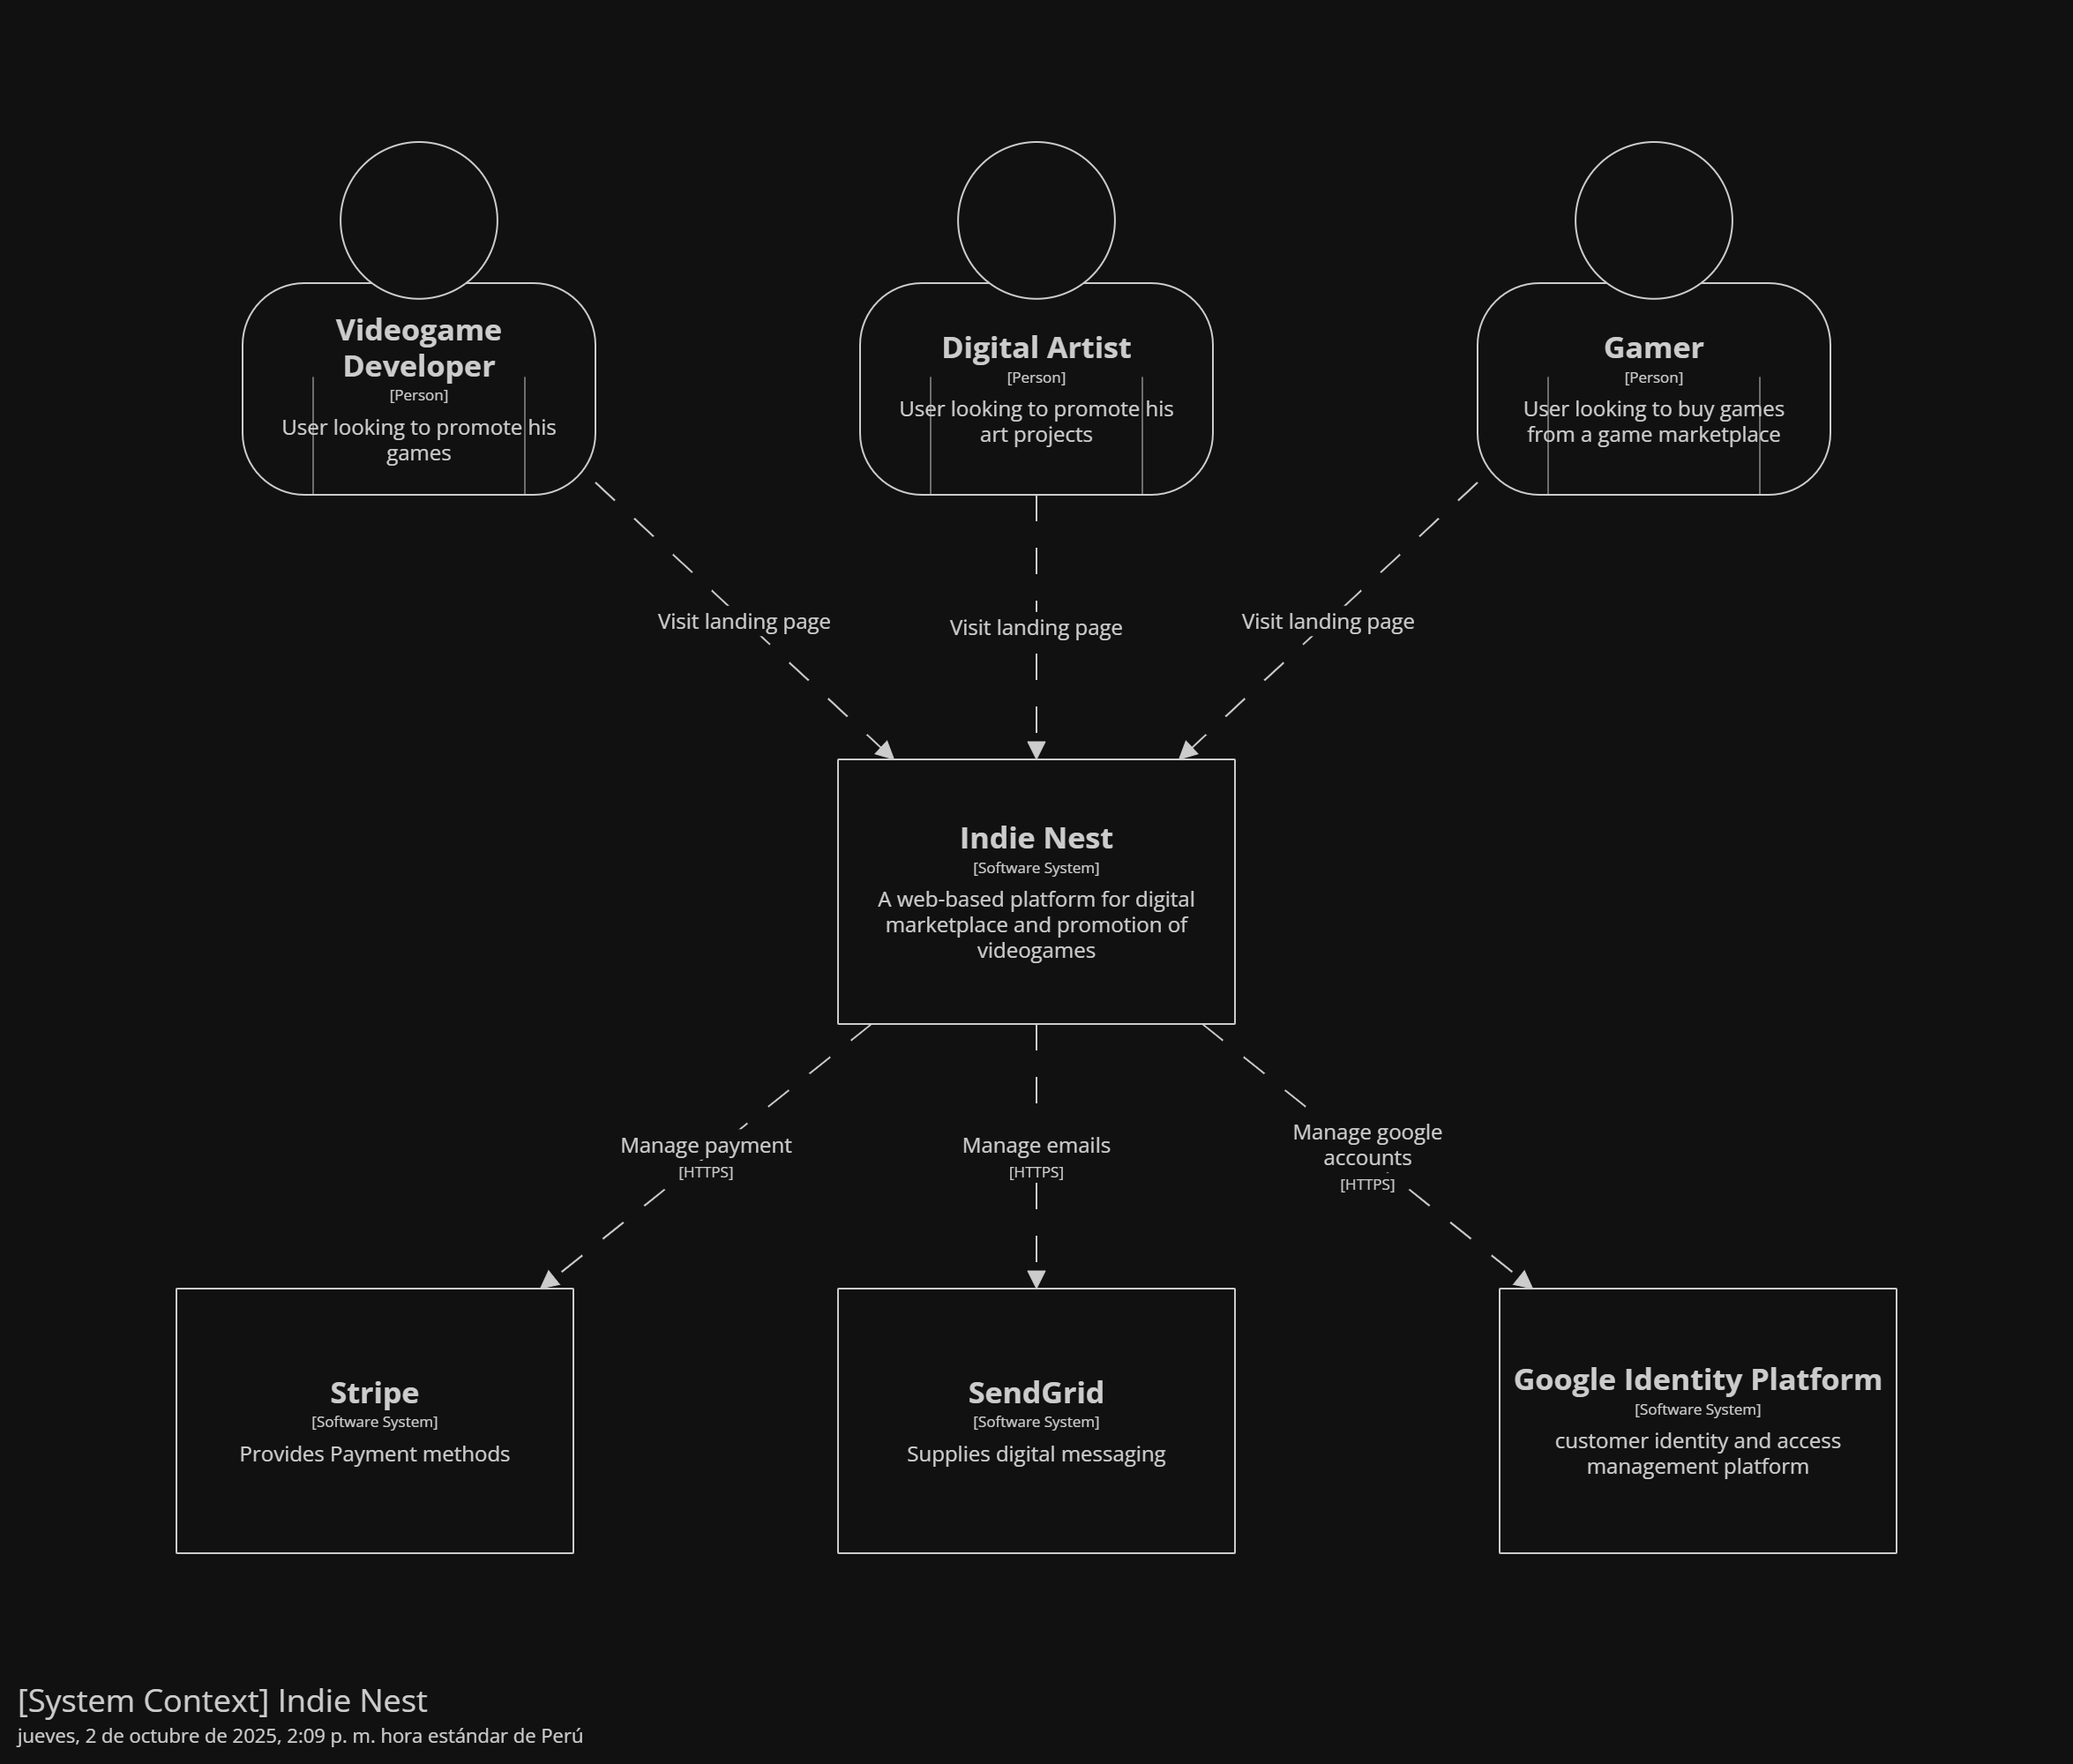 Videogame
Developer
[Person]
User looking to promote his
games
Digital Artist
[Person]
User looking to promote his
art projects
Gamer
[Person]
User looking to buy games
from a game marketplace
Visit landing page
Visit landing page
Visit landing page
Indie Nest
[Software System]
A web-based platform for digital
marketplace and promotion of
videogames
Manage payment
[HTTPS]
Manage emails
[HTTPS]
Manage google
accounts
[HTTPS]
Stripe
[Software System]
Provides Payment methods
SendGrid
[Software System]
Supplies digital messaging
Google Identity Platform
[Software System]
customer identity and access
management platform
[System Context] Indie Nest
jueves, 2 de octubre de 2025, 2:09 p. m. hora estándar de Perú